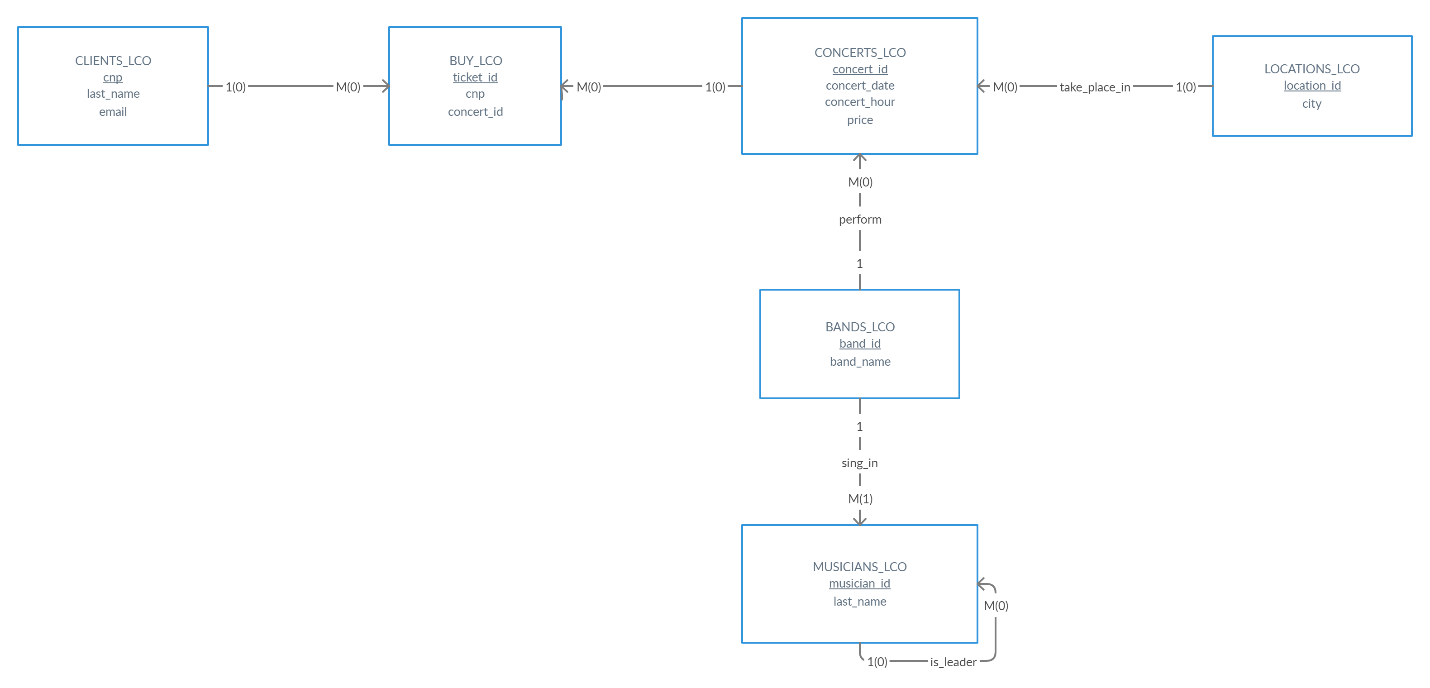 CLIENTS_LCO
cnp
last_name
email
1(0)
M(0)
BUY_LCO
ticket_id
cnp
concert_id
M(0)
1(0)
CONCERTS_LCO
concert_id
concert_date
concert_hour
price
M(0)
take_place_in
1(0)
LOCATIONS_LCO
location_id
city
M(0)
perform
1
BANDS_LCO
band_id
band_name
1
sing_in
M(1)
MUSICIANS_LCO
musician_id
last_name
M(0)
1(0)
is_leader